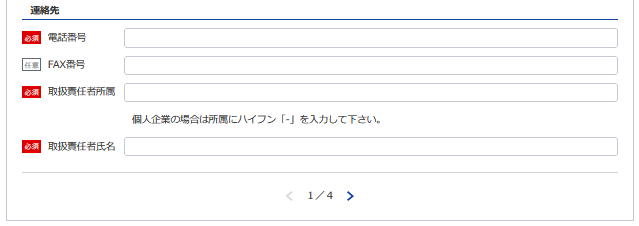 連絡先
必須 電話番号
任意 FAX番号
必須 取扱責任者所属
個人企業の場合は所属にハイフン「-」を入力して下さい。
必須 取扱責任者氏名
1／4